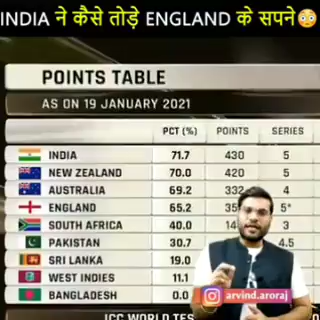 INDIA ने कैसे तोड़े ENGLAND के सपने😳
POINTS TABLE
AS ON 19 JANUARY 2021
PCT (%) POINTS SERIES
INDIA 71.7 430 5
NEW ZEALAND 70.0 420 5
AUSTRALIA 69.2 332 4
ENGLAND 65.2 5*
SOUTH AFRICA 40.0 3
PAKISTAN 30.7 4.5
SRI LANKA 19.0
WEST INDIES 11.1
BANGLADESH 0.0
arvind.aroraj
ICC WORLD TES